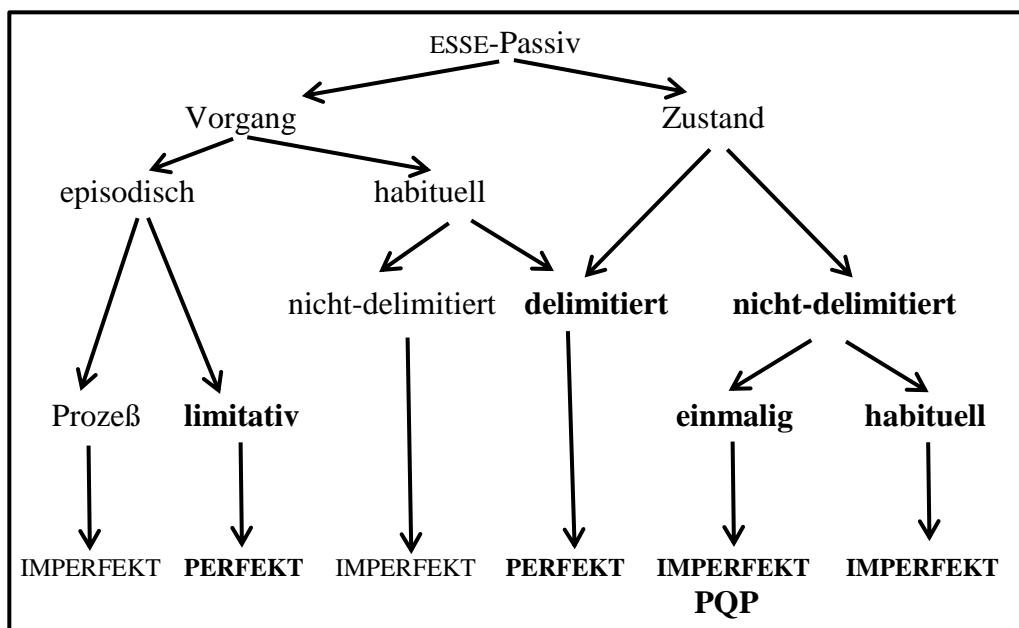 ESSE-Passiv
Vorgang Zustand
episodisch habituell
nicht-delimitiert delimitiert nicht-delimitiert
Prozeß limitativ einmalig habituell
IMPERFEKT PERFEKT IMPERFEKT PERFEKT IMPERFEKT IMPERFEKT
PQP